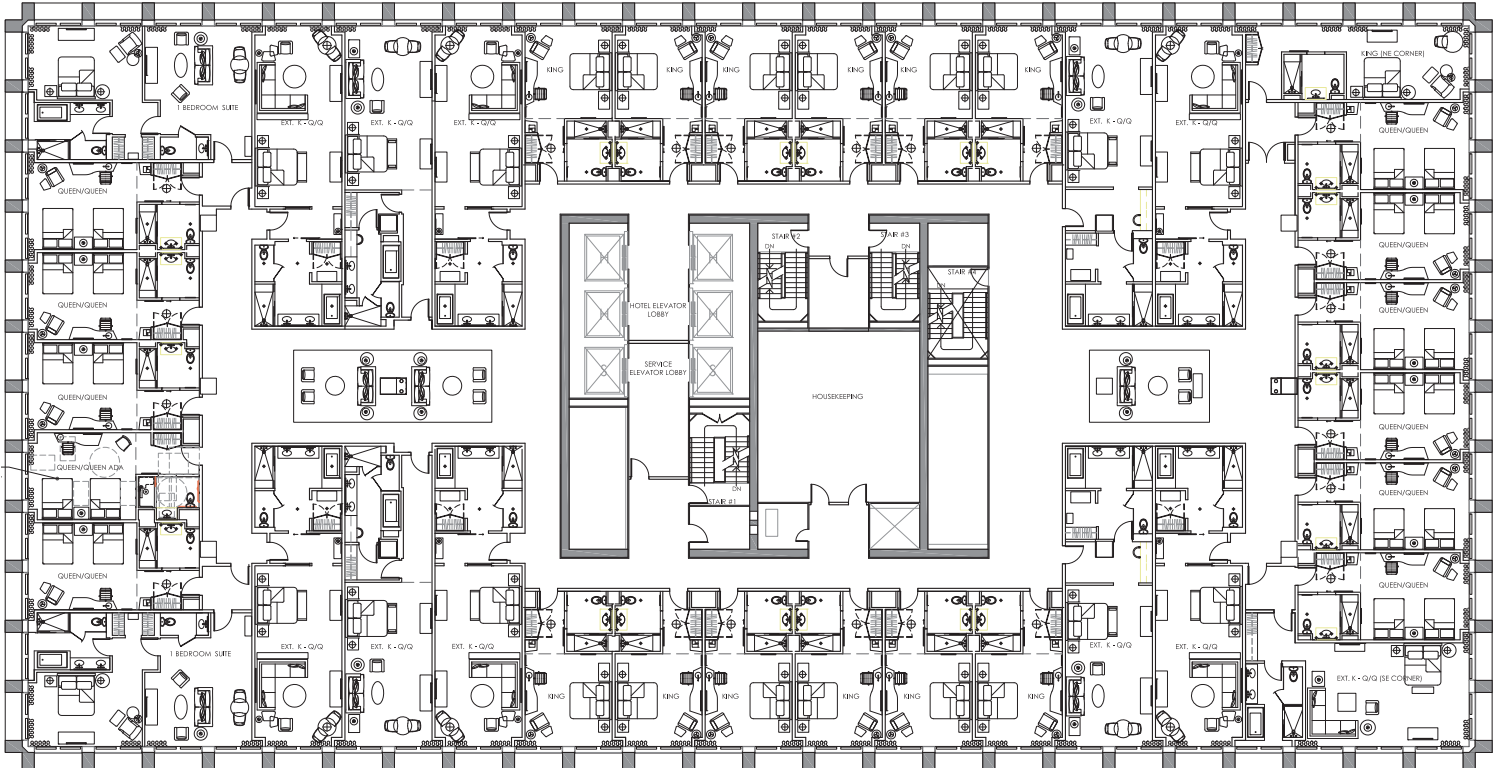 KING (NE CORNER)
KING
KING
KING
KING
KING
KING
1 BEDROOM SUITE
EXT. K - Q/Q
EXT. K - Q/Q
EXT. K - Q/Q
EXT. K - Q/Q
EXT. K - Q/Q
QUEEN/QUEEN
QUEEN/QUEEN
STAIR #2
STAIR #3
DN
DN
QUEEN/QUEEN
STAIR #4
DN
QUEEN/QUEEN
HOTEL ELEVATOR
LOBBY
QUEEN/QUEEN
SERVICE
ELEVATOR LOBBY
QUEEN/QUEEN
HOUSEKEEPING
QUEEN/QUEEN
QUEEN/QUEEN ADA
DN
STAIR #1
QUEEN/QUEEN
QUEEN/QUEEN
QUEEN/QUEEN
1 BEDROOM SUITE
EXT. K - Q/Q
EXT. K - Q/Q
EXT. K - Q/Q
EXT. K - Q/Q
EXT. K - Q/Q
EXT. K - Q/Q (SE CORNER)
KING
KING
KING
KING
KING
KING